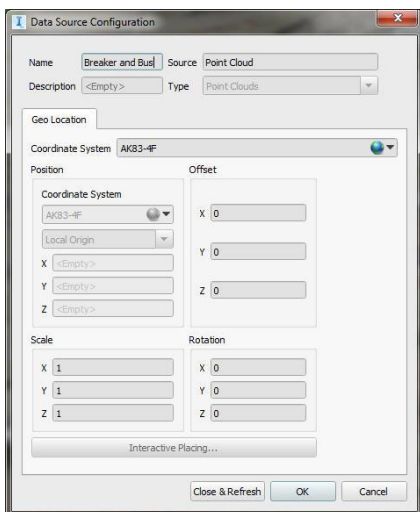 Data Source Configuration
Name Breaker and Bus Source Point Cloud
Description <Empty> Type Point Clouds
Geo Location
Coordinate System AK83-4F
Position Offset
Coordinate System
AK83-4F
X 0
Local Origin
Y 0
X <Empty>
Y <Empty>
Z 0
Z <Empty>
Scale Rotation
X 1 X 0
Y 1 Y 0
Z 1 Z 0
Interactive Placing...
Close & Refresh OK Cancel